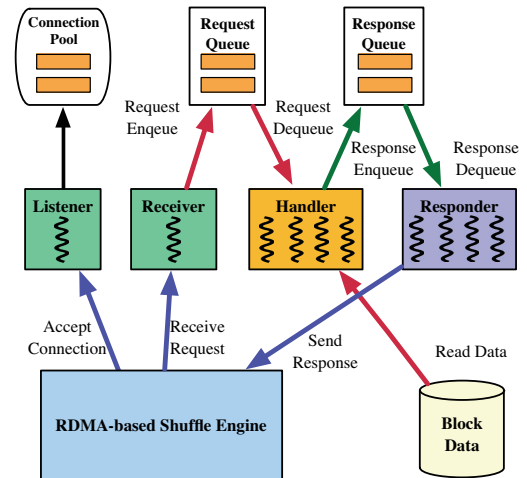 Connection
Pool
Request
Queue
Response
Queue
Request
Enqeue
Request
Dequeue
Response
Enqueue
Response
Dequeue
Listener
Receiver
Handler
Responder
Accept
Connection
Receive
Request
Send
Response
Read Data
RDMA-based Shuffle Engine
Block
Data